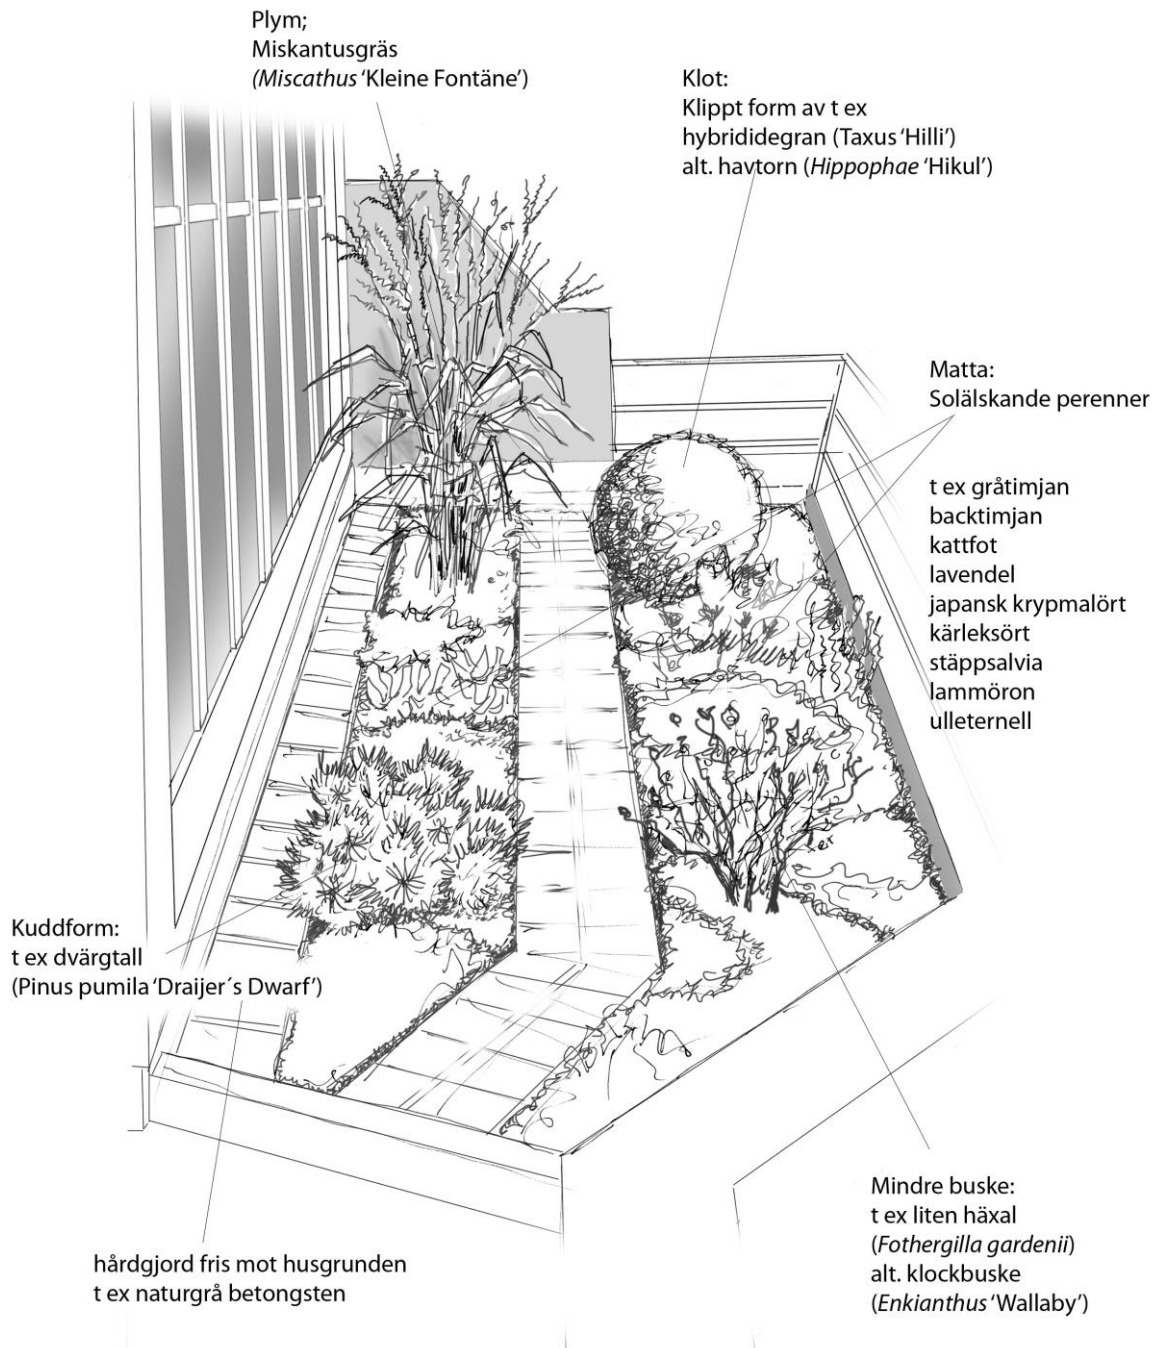 Plym;
Miskantusgräs
(Miscathus ‘Kleine Fontäne’)
Klot:
Klippt form av t ex
hybrididegran (Taxus ‘Hilli’)
alt. havtorn (Hippophae ‘Hikul’)
Matta:
Solälskande perenner
t ex gråtimjan
backtimjan
kattfot
lavendel
japansk krypmalört
kärleksört
stäppsalvia
lammöron
ulleternell
Kuddform:
t ex dvärgtall
(Pinus pumila ‘Draijer´s Dwarf’)
hårdgjord fris mot husgrunden
t ex naturgrå betongsten
Mindre buske:
t ex liten häxal
(Fothergilla gardenii)
alt. klockbuske
(Enkianthus ‘Wallaby’)